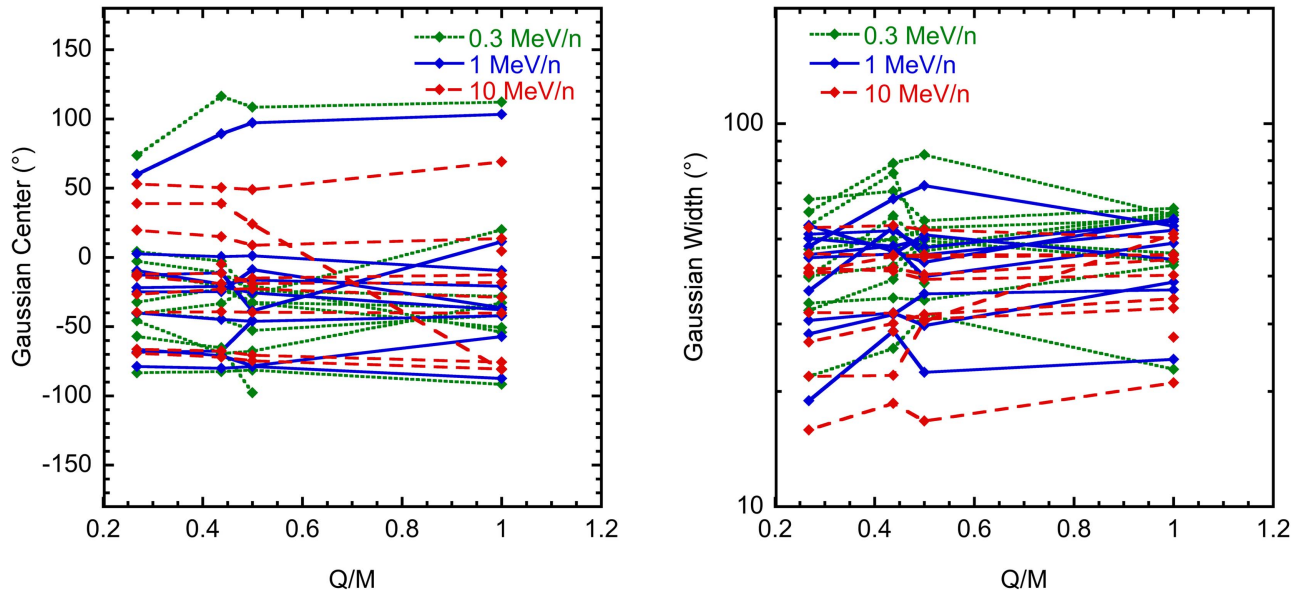 0.3 MeV/n
1 MeV/n
10 MeV/n
150
100
50
0
-50
-100
-150
Gaussian Center (°)
0.2 0.4 0.6 0.8 1 1.2
Q/M
0.3 MeV/n
1 MeV/n
10 MeV/n
100
10
Gaussian Width (°)
0.2 0.4 0.6 0.8 1 1.2
Q/M